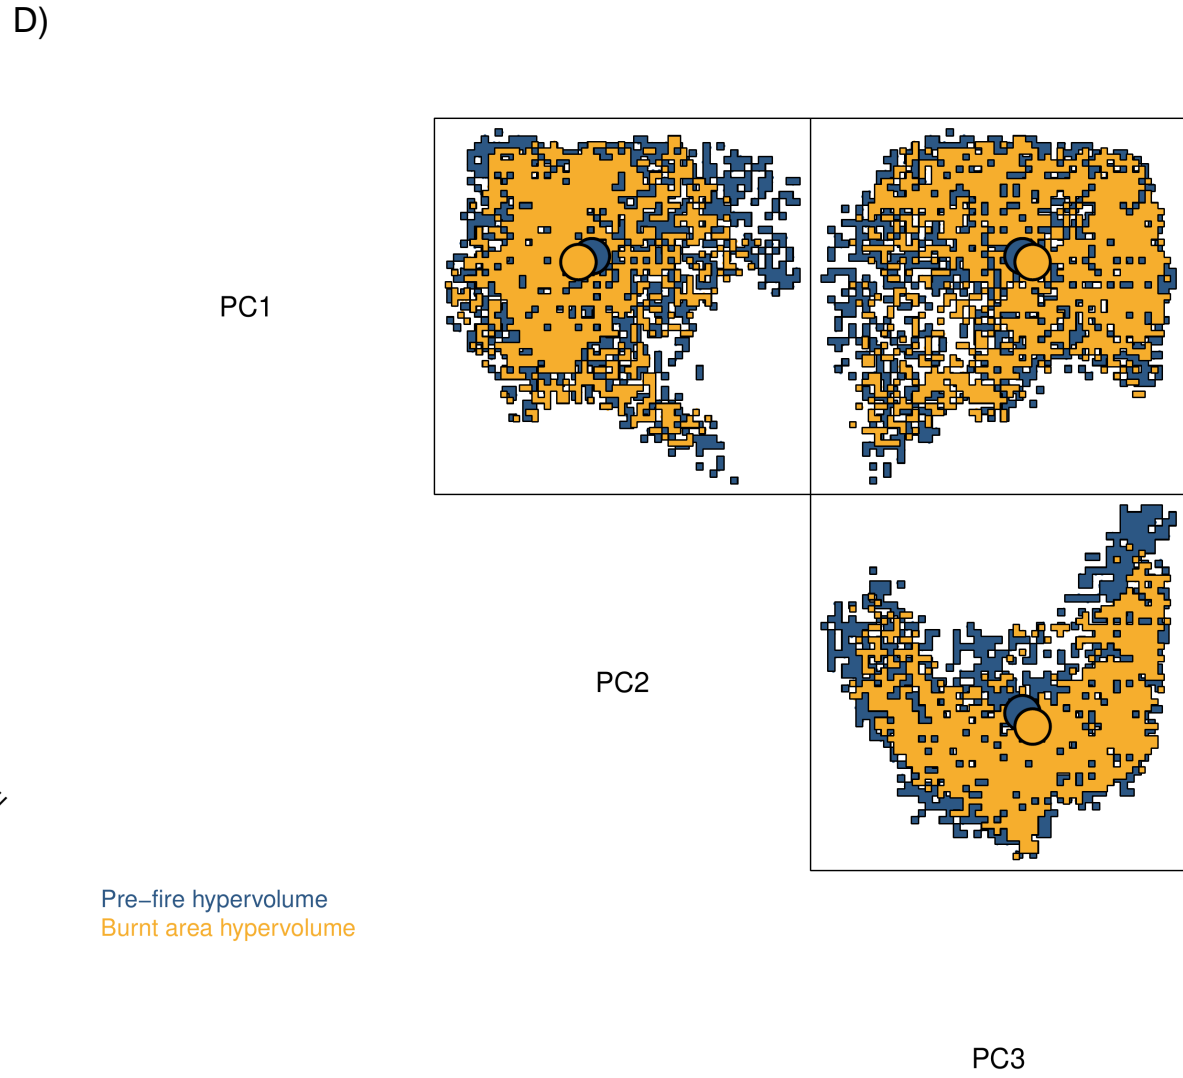 D)
PC1
PC2
Pre−fire hypervolume
Burnt area hypervolume
PC3